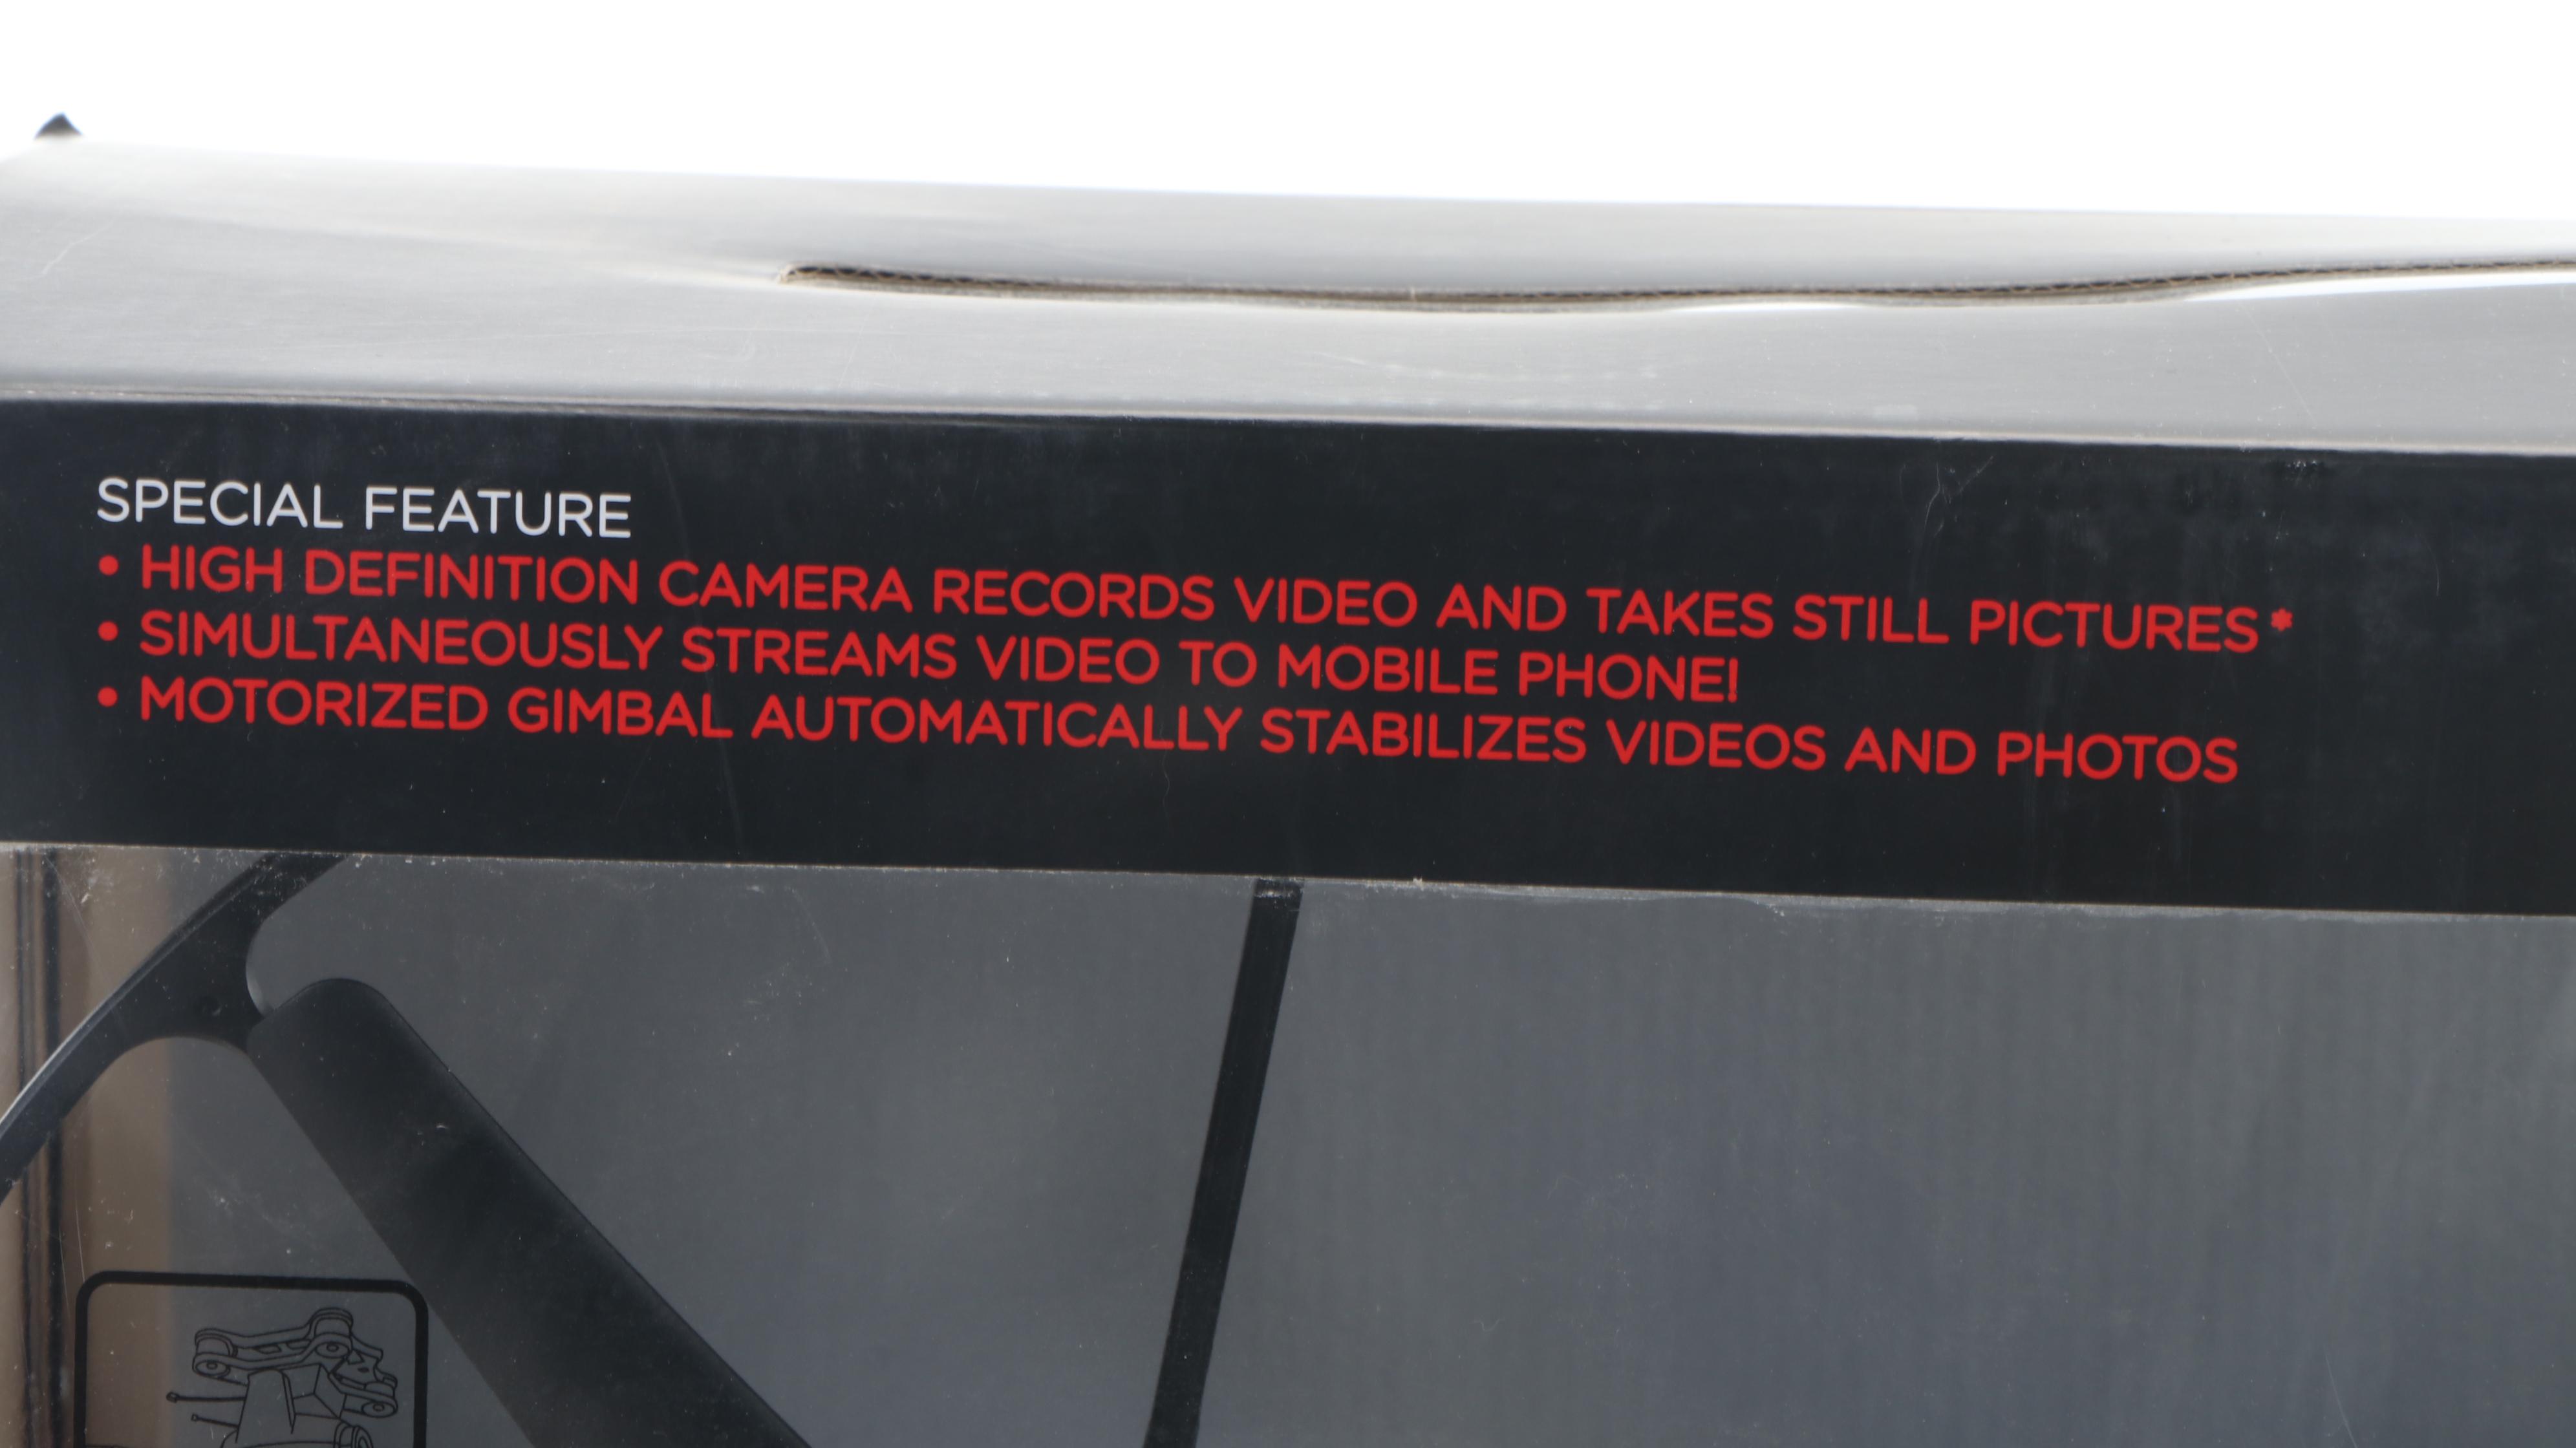 SPECIAL FEATURE
• HIGH DEFINITION CAMERA RECORDS VIDEO AND TAKES STILL PICTURES*
• SIMULTANEOUSLY STREAMS VIDEO TO MOBILE PHONE!
• MOTORIZED GIMBAL AUTOMATICALLY STABILIZES VIDEOS AND PHOTOS